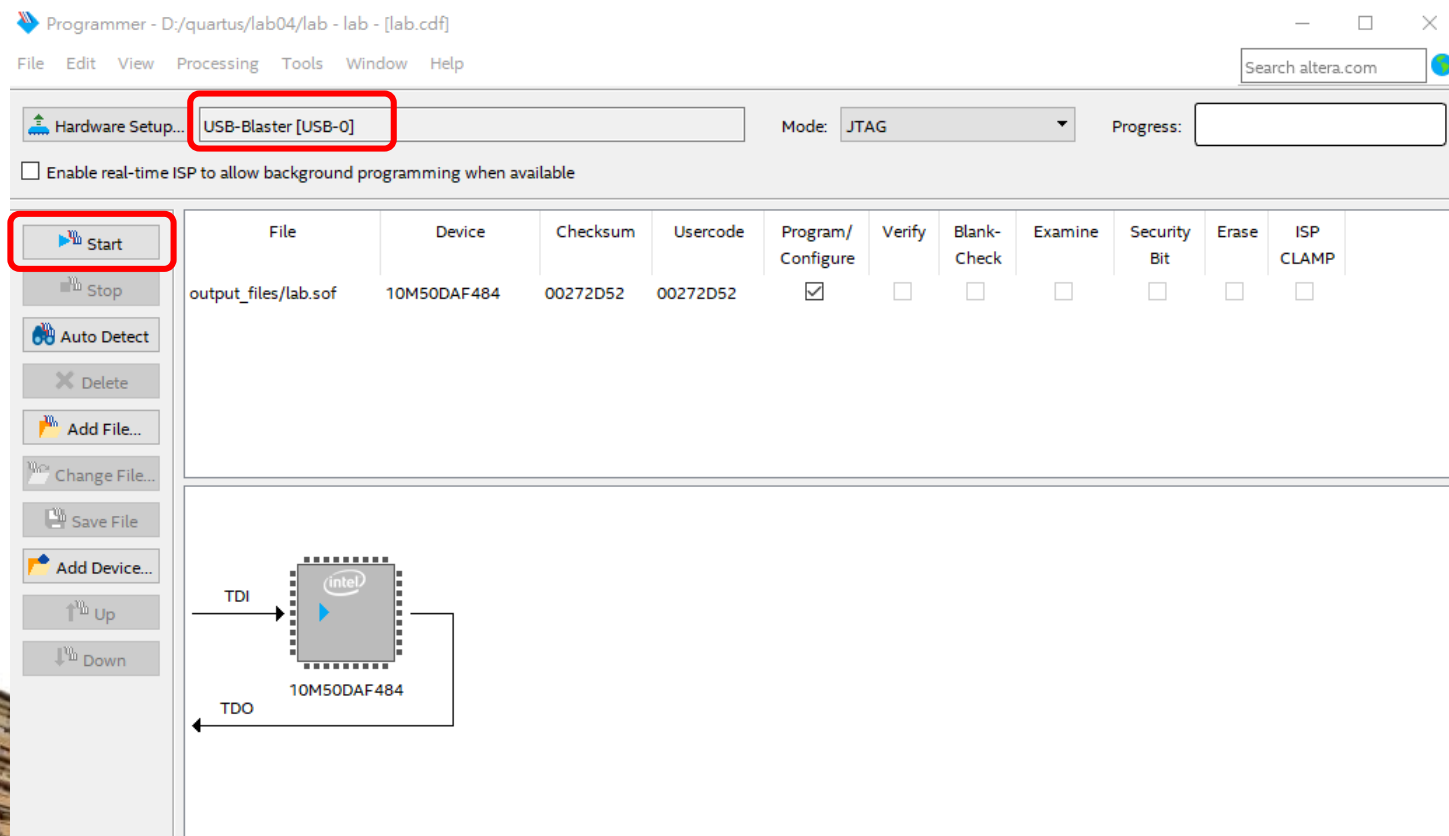 Programmer - D:/quartus/lab04/lab - lab - [lab.cdf]
File Edit View Processing Tools Window Help
Search altera.com
Hardware Setup... USB-Blaster [USB-0] Mode: JTAG Progress:
Enable real-time ISP to allow background programming when available
Start
Stop
Auto Detect
Delete
Add File...
Change File...
Save File
Add Device...
Up
Down
File Device Checksum Usercode Program/ Verify Blank- Examine Security Erase ISP
Configure Check Bit CLAMP
output_files/lab.sof 10M50DAF484 00272D52 00272D52
intel
TDI
10M50DAF484
TDO